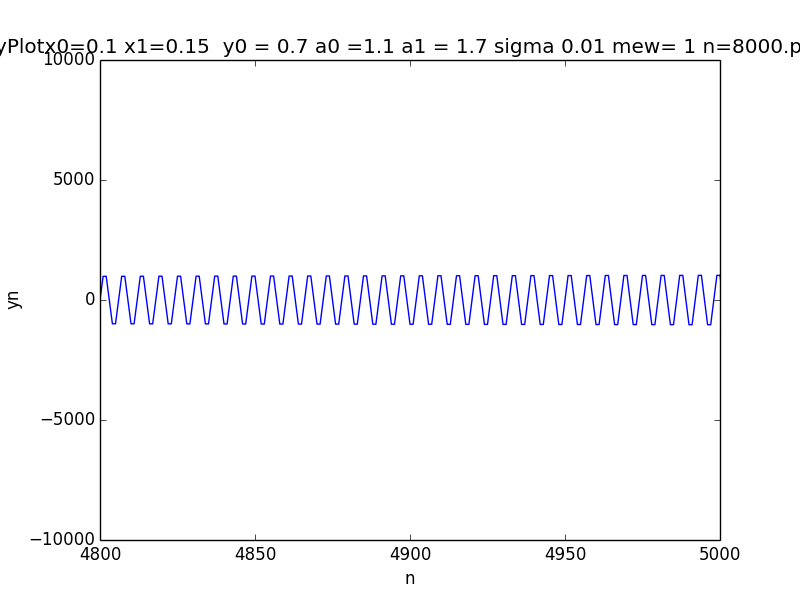 yPlotx0=0.1 x1=0.15  y0 = 0.7 a0 =1.1 a1 = 1.7 sigma 0.01 mew= 1 n=8000.p
10000
5000
0
−5000
−10000
yn
4800 4850 4900 4950 5000
n